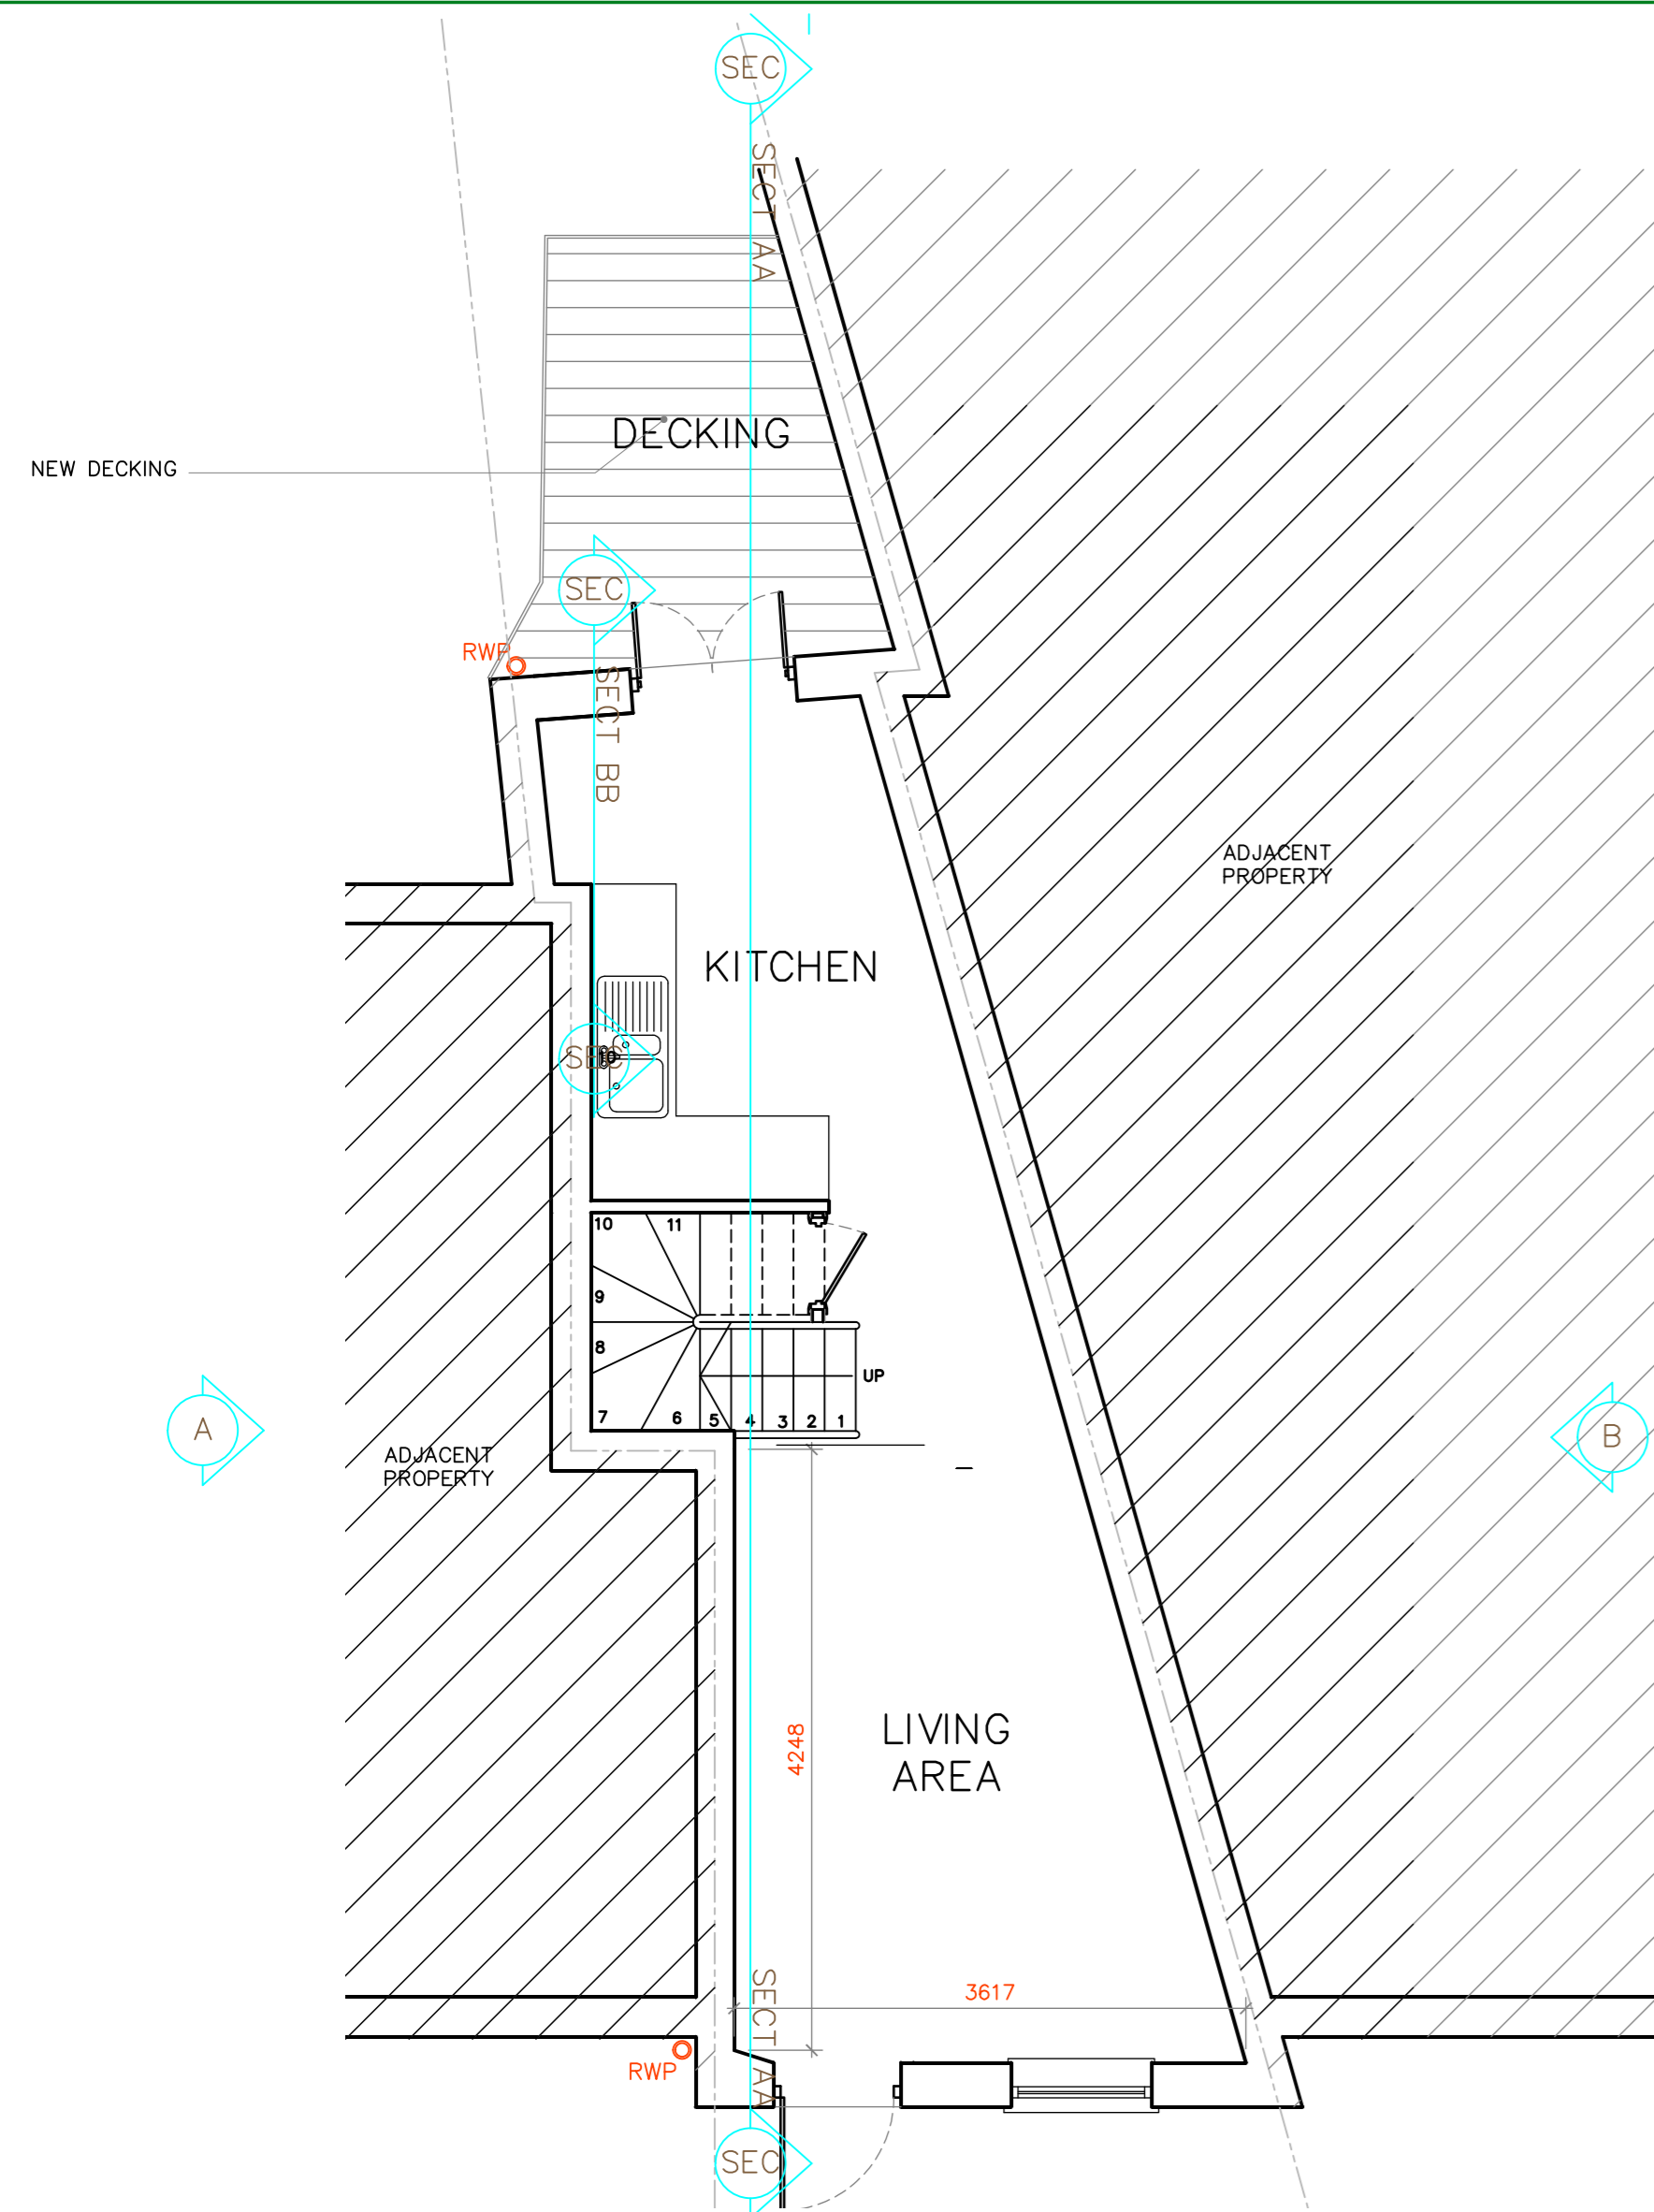 SEC
SECT AA
DECKING
NEW DECKING
SEC
RWP
SECT BB
ADJACENT
PROPERTY
KITCHEN
SEC
10
11
9
8
UP
7
6
5
4
3
2
1
A
B
ADJACENT
PROPERTY
LIVING
AREA
4248
3617
SECT AA
RWP
SEC